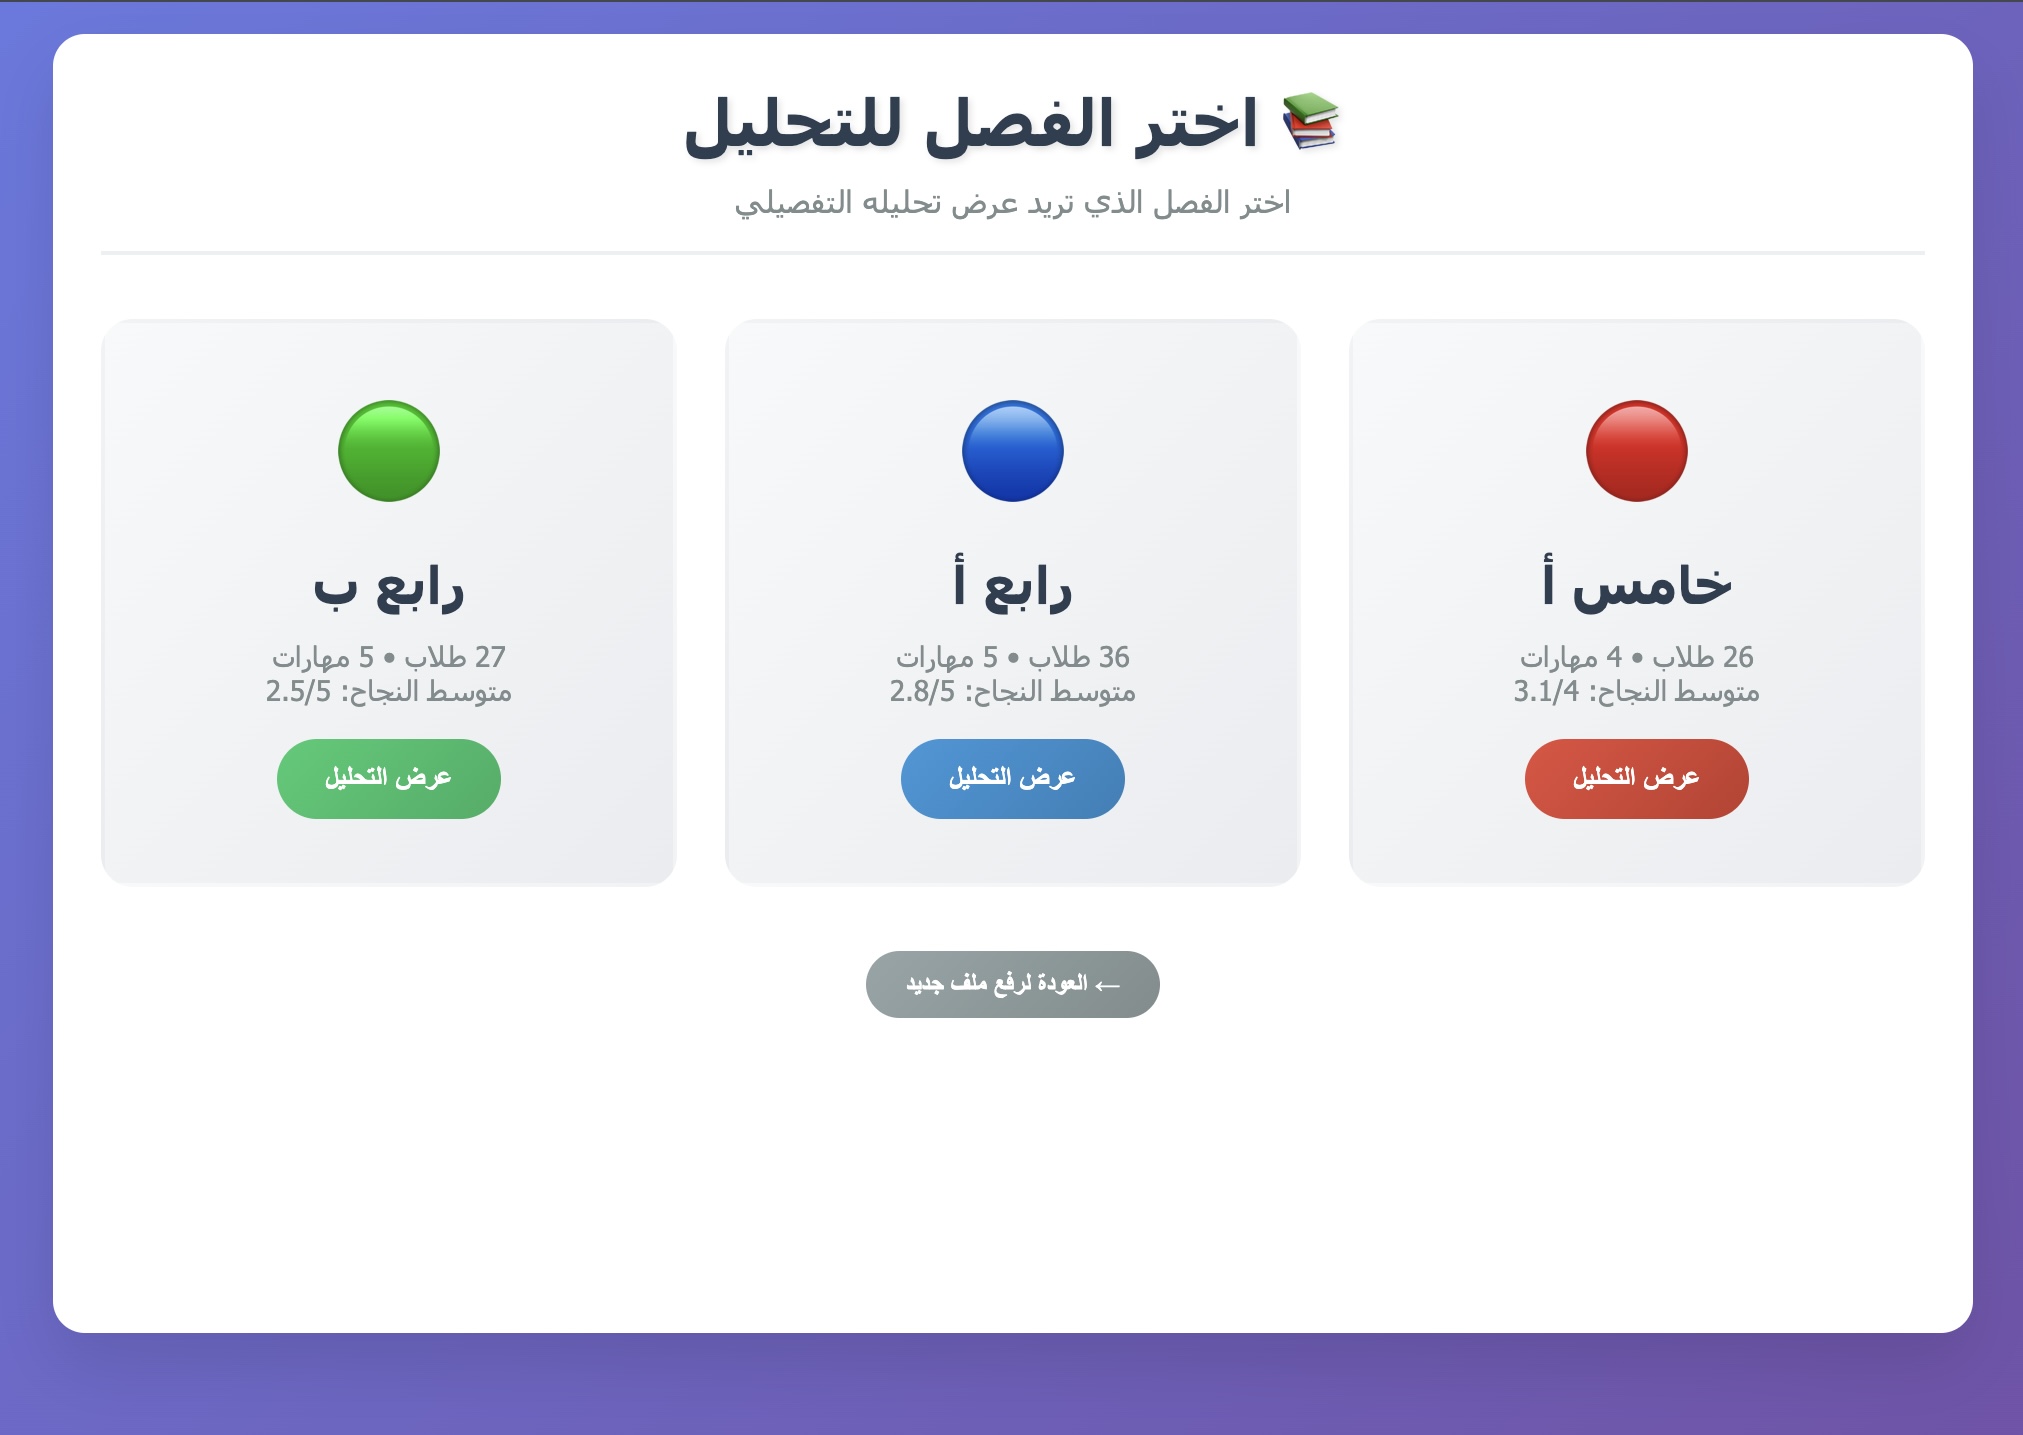 📚 اختر الفصل للتحليل
اختر الفصل الذي تريد عرض تحليله التفصيلي
خامس أ
26 طلاب • 4 مهارات
متوسط النجاح: 3.1/4
عرض التحليل
رابع أ
36 طلاب • 5 مهارات
متوسط النجاح: 2.8/5
عرض التحليل
رابع ب
27 طلاب • 5 مهارات
متوسط النجاح: 2.5/5
عرض التحليل
← العودة لرفع ملف جديد